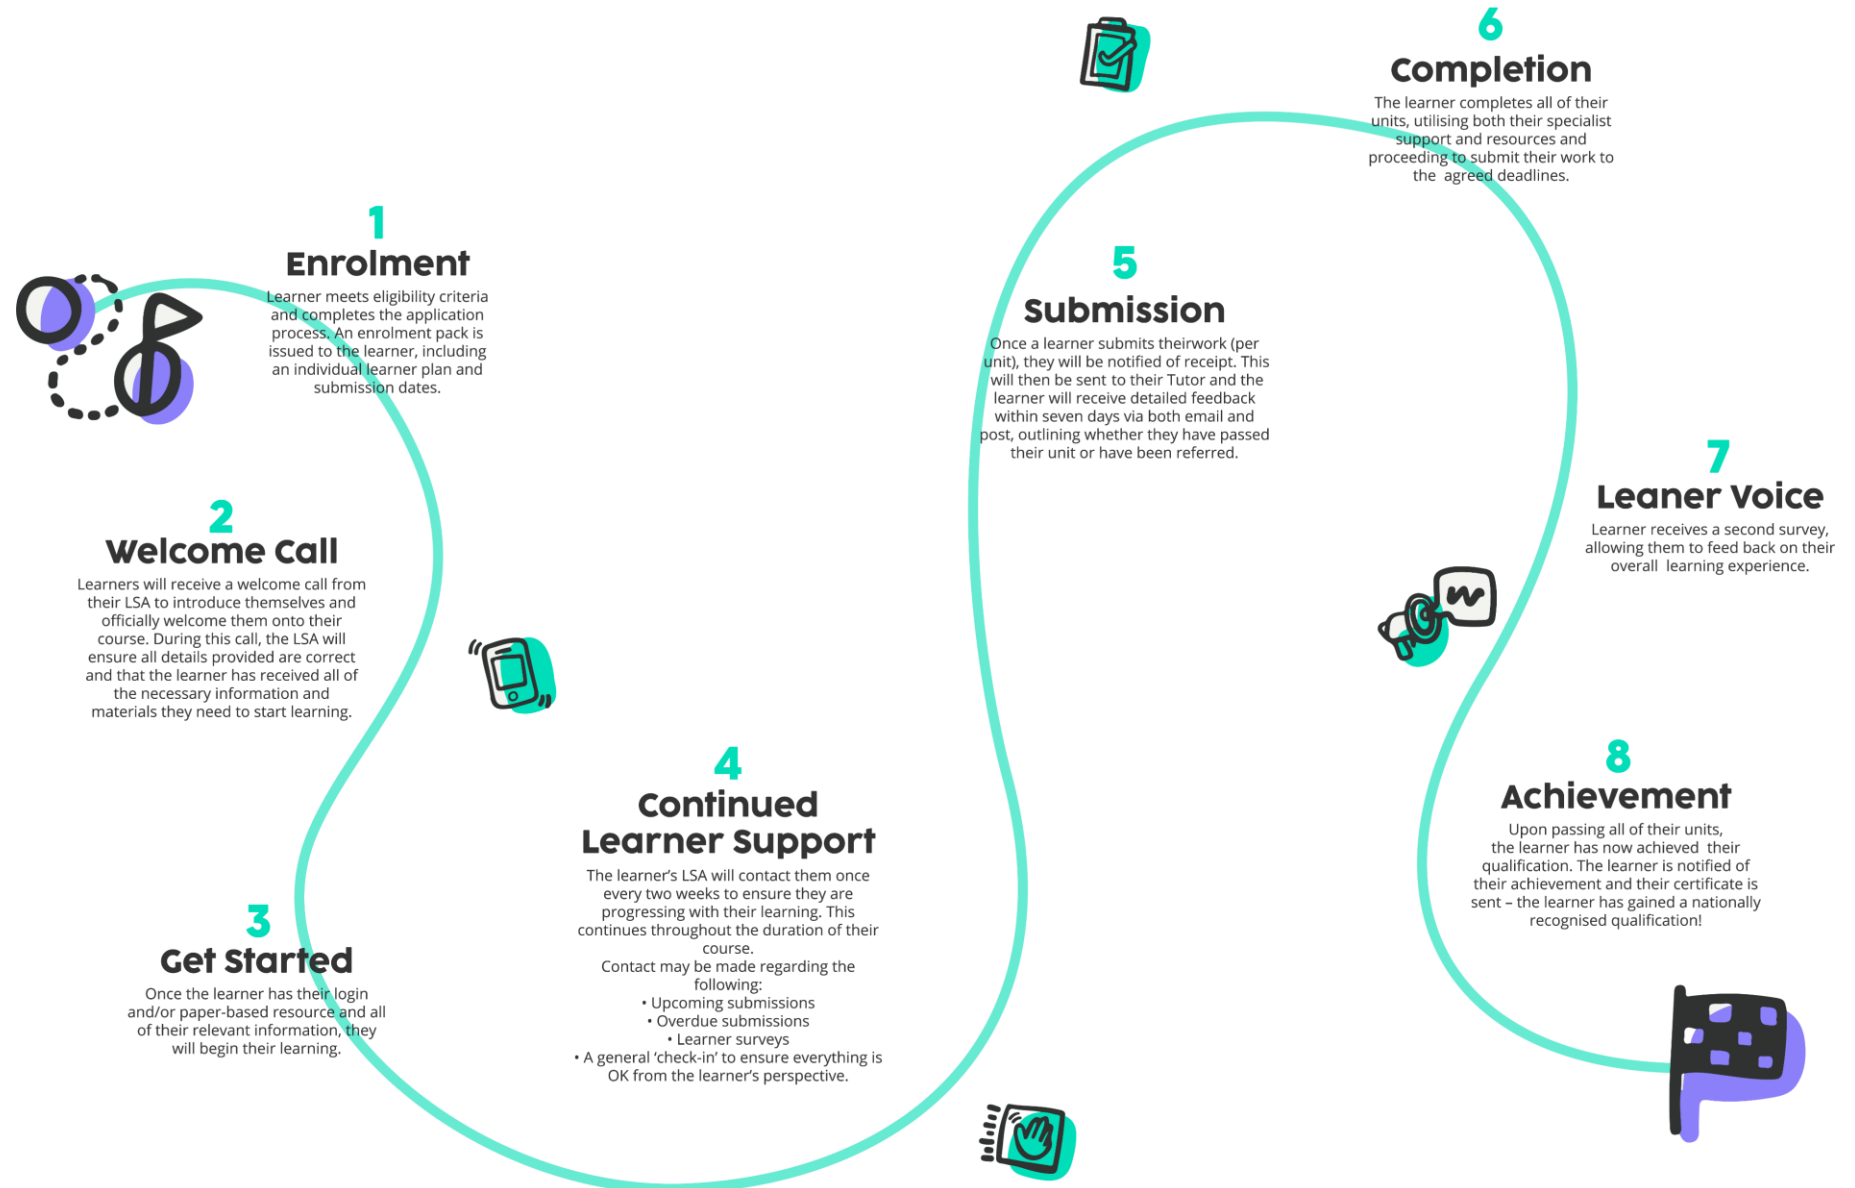 1
Enrolment
Learner meets eligibility criteria
and completes the application
process. An enrolment pack is
issued to the learner, including
an individual learner plan and
submission dates.
2
Welcome Call
Learners will receive a welcome call from
their LSA to introduce themselves and
officially welcome them onto their
course. During this call, the LSA will
ensure all details provided are correct
and that the learner has received all of
the necessary information and
materials they need to start learning.
3
Get Started
Once the learner has their login
and/or paper-based resource and all
of their relevant information, they
will begin their learning.
4
Continued
Learner Support
The learner’s LSA will contact them once
every two weeks to ensure they are
progressing with their learning. This
continues throughout the duration of their
course.
Contact may be made regarding the
following:
• Upcoming submissions
• Overdue submissions
• Learner surveys
• A general ‘check-in’ to ensure everything is
OK from the learner’s perspective.
5
Submission
Once a learner submits theirwork (per
unit), they will be notified of receipt. This
will then be sent to their Tutor and the
learner will receive detailed feedback
within seven days via both email and
post, outlining whether they have passed
their unit or have been referred.
6
Completion
The learner completes all of their
units, utilising both their specialist
support and resources and
proceeding to submit their work to
the agreed deadlines.
7
Leaner Voice
Learner receives a second survey,
allowing them to feed back on their
overall learning experience.
8
Achievement
Upon passing all of their units,
the learner has now achieved their
qualification. The learner is notified of
their achievement and their certificate is
sent – the learner has gained a nationally
recognised qualification!